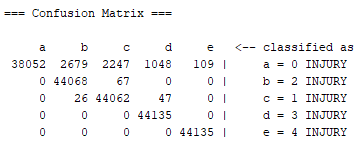 === Confusion Matrix ===
a b c d e <-- classified as
38052 2679 2247 1048 109 | a = 0 INJURY
0 44068 67 0 0 | b = 2 INJURY
0 26 44062 47 0 | c = 1 INJURY
0 0 0 44135 0 | d = 3 INJURY
0 0 0 0 44135 | e = 4 INJURY